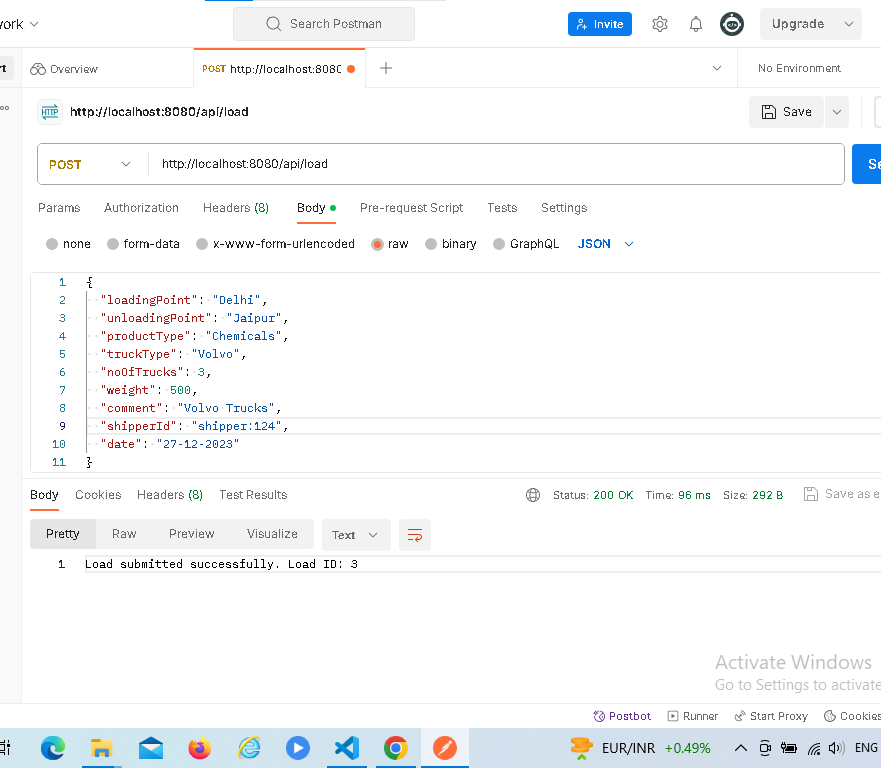 Search Postman
Invite
Upgrade
Overview
POST http://localhost:808
No Environment
HTTP http://localhost:8080/api/load
Save
POST
http://localhost:8080/api/load
Params Authorization Headers (8) Body Pre-request Script Tests Settings
none form-data x-www-form-urlencoded raw binary GraphQL JSON
1 {
2 "loadingPoint": "Delhi",
3 "unloadingPoint": "Jaipur",
4 "productType": "Chemicals",
5 "truckType": "Volvo",
6 "noOfTrucks": 3,
7 "weight": 500,
8 "comment": "Volvo Trucks",
9 "shipperId": "shipper:124",
10 "date": "27-12-2023"
11 }
Body Cookies Headers (8) Test Results
Status: 200 OK Time: 96 ms Size: 292 B Save as e
Pretty Raw Preview Visualize Text
1 Load submitted successfully. Load ID: 3
Activate Windows
Go to Settings to activate
Postbot Runner Start Proxy Cookies
EUR/INR +0.49%
ENG